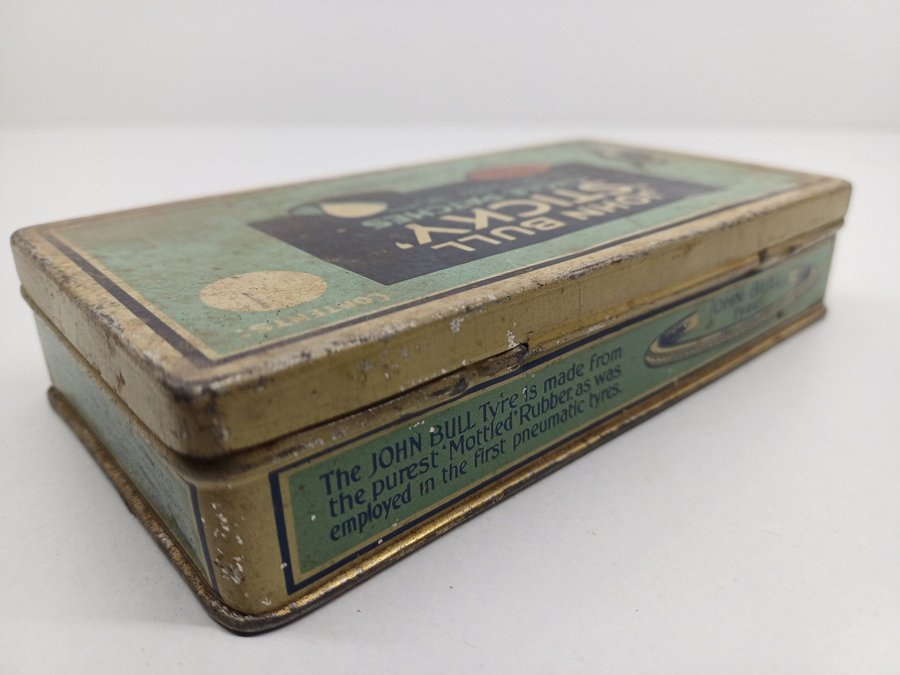 JOHN BULL
'STICKY'
PATCHES
CONTENTS.
The JOHN BULL Tyre is made from
the purest 'Mottled' Rubber, as was
employed in the first pneumatic tyres.
JOHN BULL